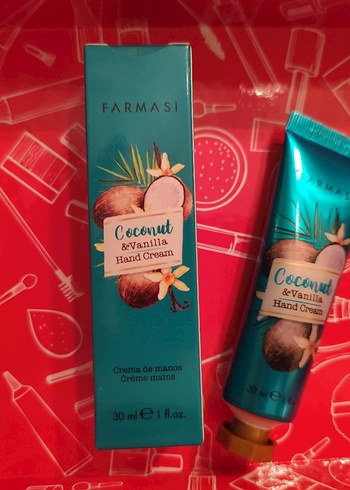 FARMASi
Coconut
&Vanilla
Hand Cream
Crema de manos
Crème mains
30 ml ℮ 1 fl.oz.
FARMASi
Coconut
&Vanilla
Hand Cream
30 ml ℮ 1 fl